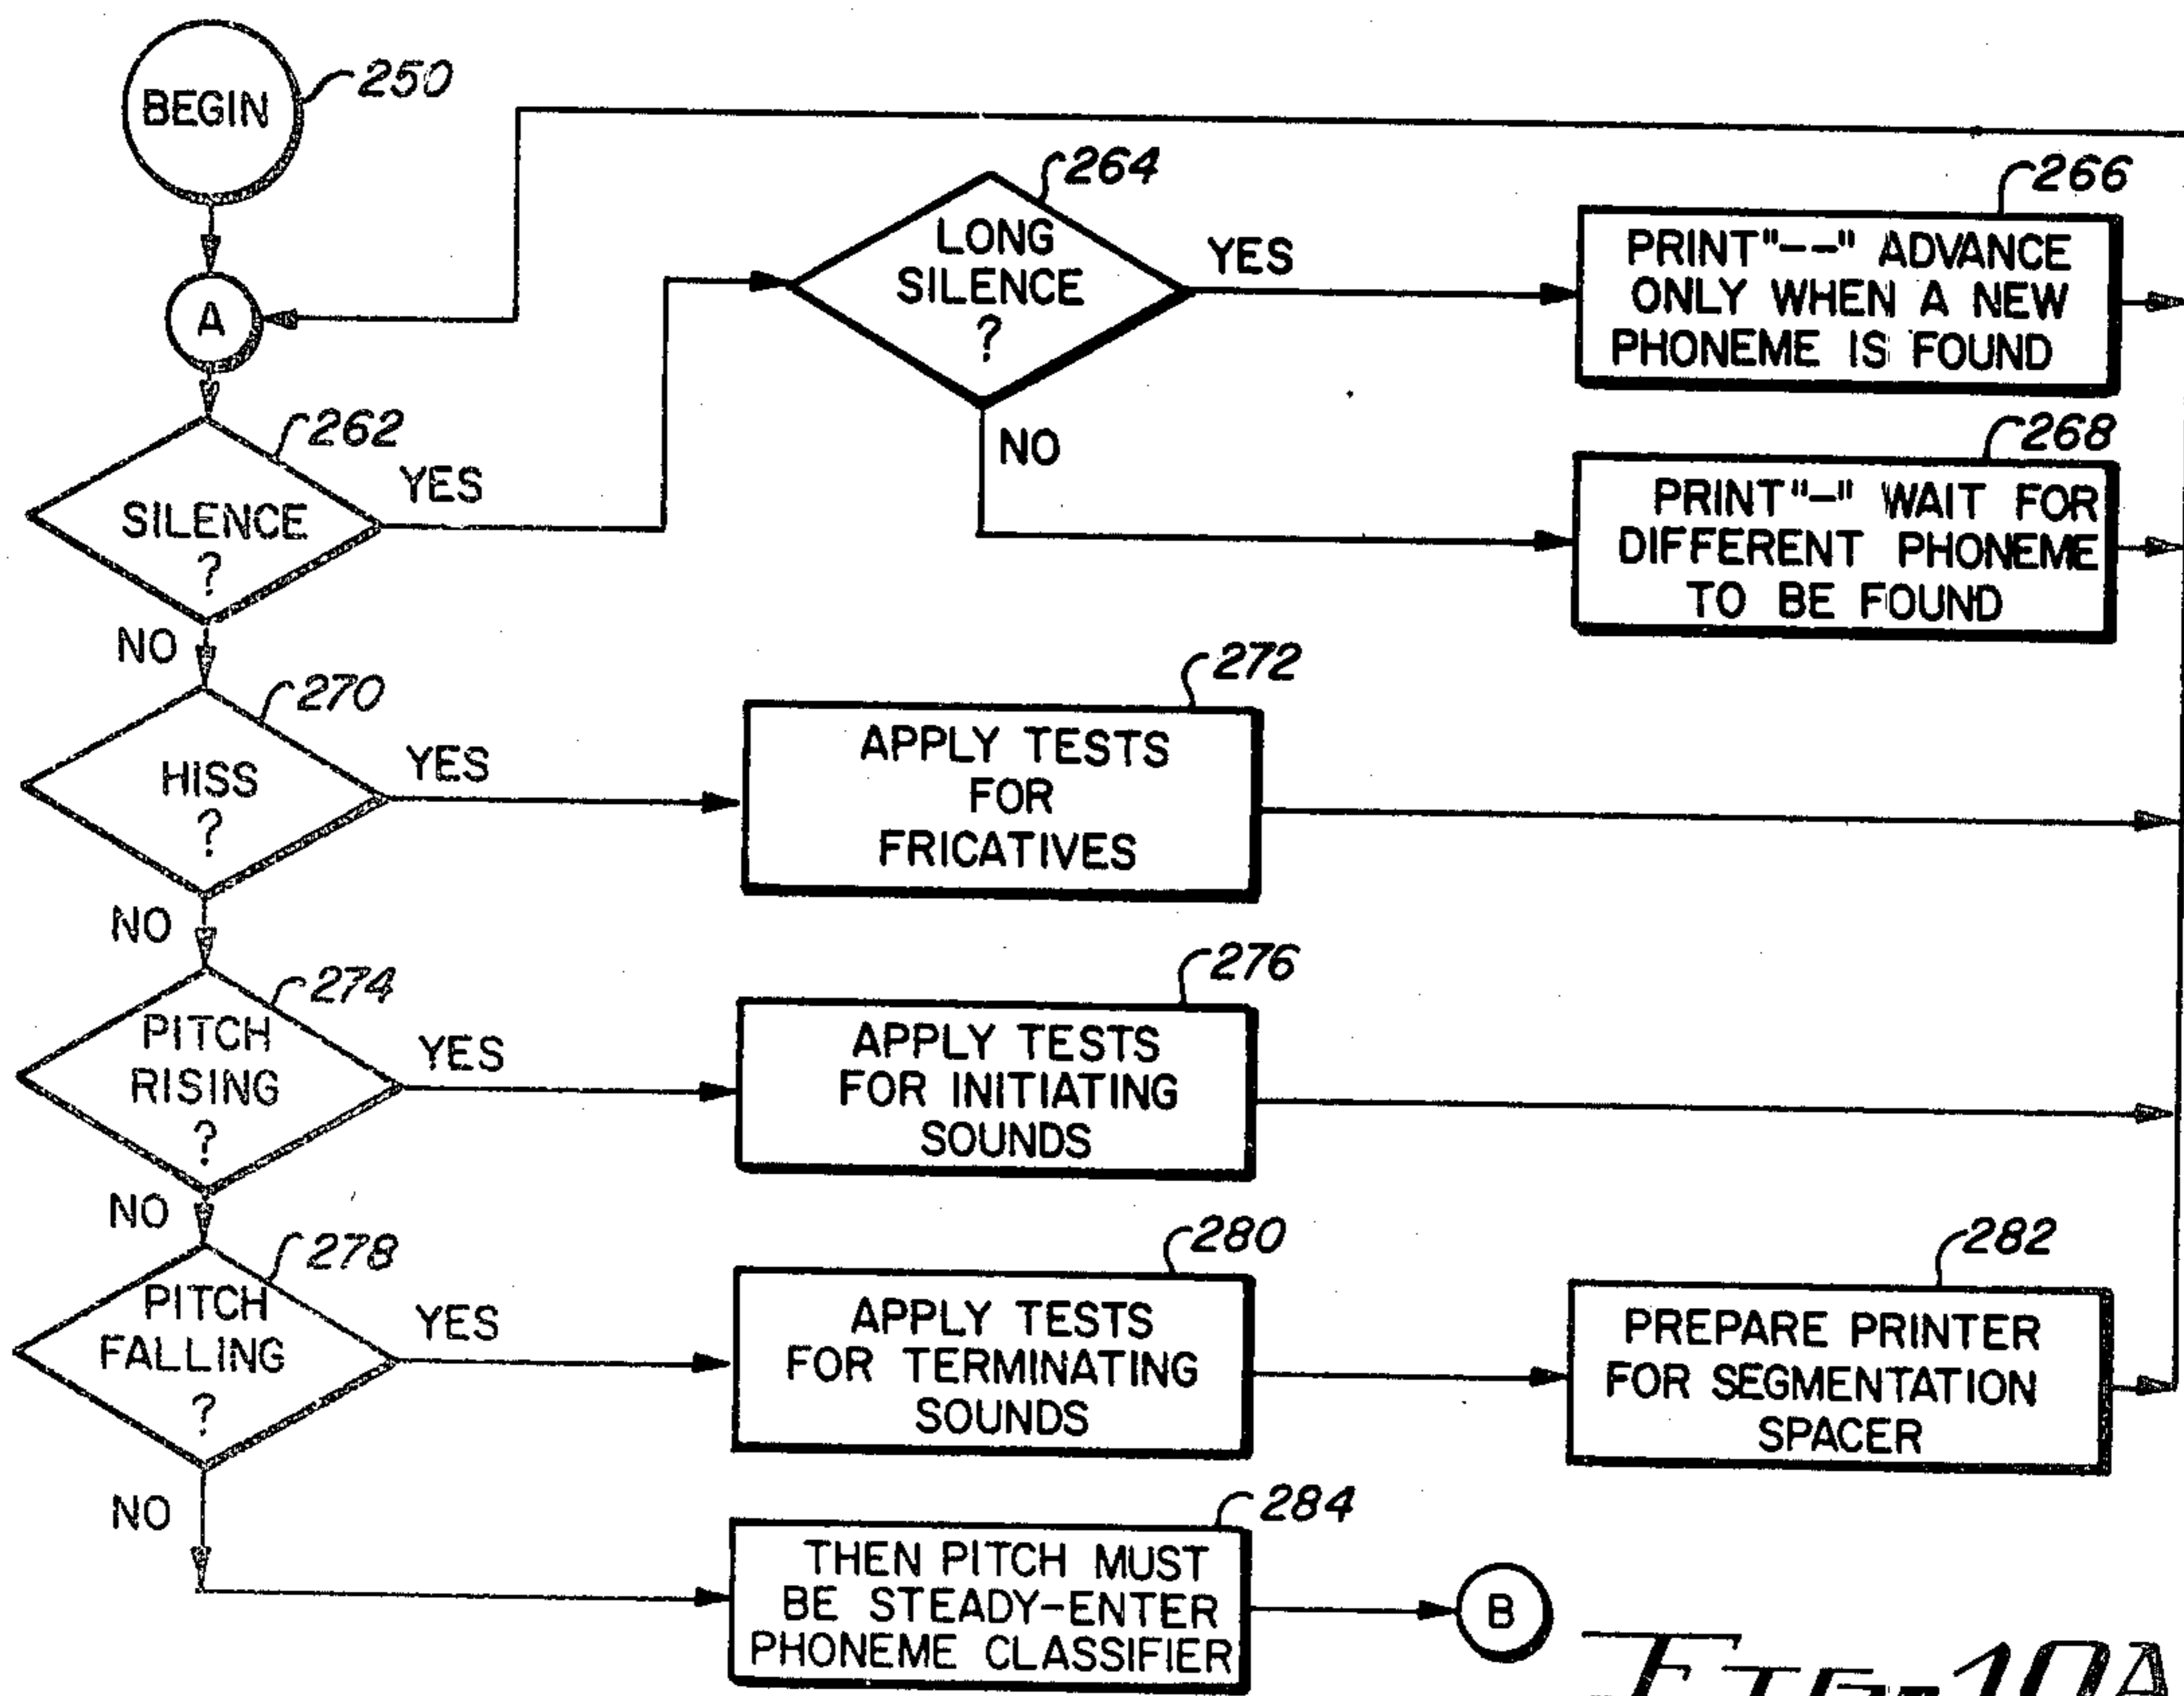 BEGIN
250
A
262
SILENCE
?
YES
NO
264
LONG
SILENCE
?
YES
NO
266
PRINT"--" ADVANCE
ONLY WHEN A NEW
PHONEME IS FOUND
268
PRINT"-" WAIT FOR
DIFFERENT PHONEME
TO BE FOUND
270
HISS
?
YES
NO
272
APPLY TESTS
FOR
FRICATIVES
274
PITCH
RISING
?
YES
NO
276
APPLY TESTS
FOR INITIATING
SOUNDS
278
PITCH
FALLING
?
YES
NO
280
APPLY TESTS
FOR TERMINATING
SOUNDS
282
PREPARE PRINTER
FOR SEGMENTATION
SPACER
284
THEN PITCH MUST
BE STEADY-ENTER
PHONEME CLASSIFIER
B
FIG-10A